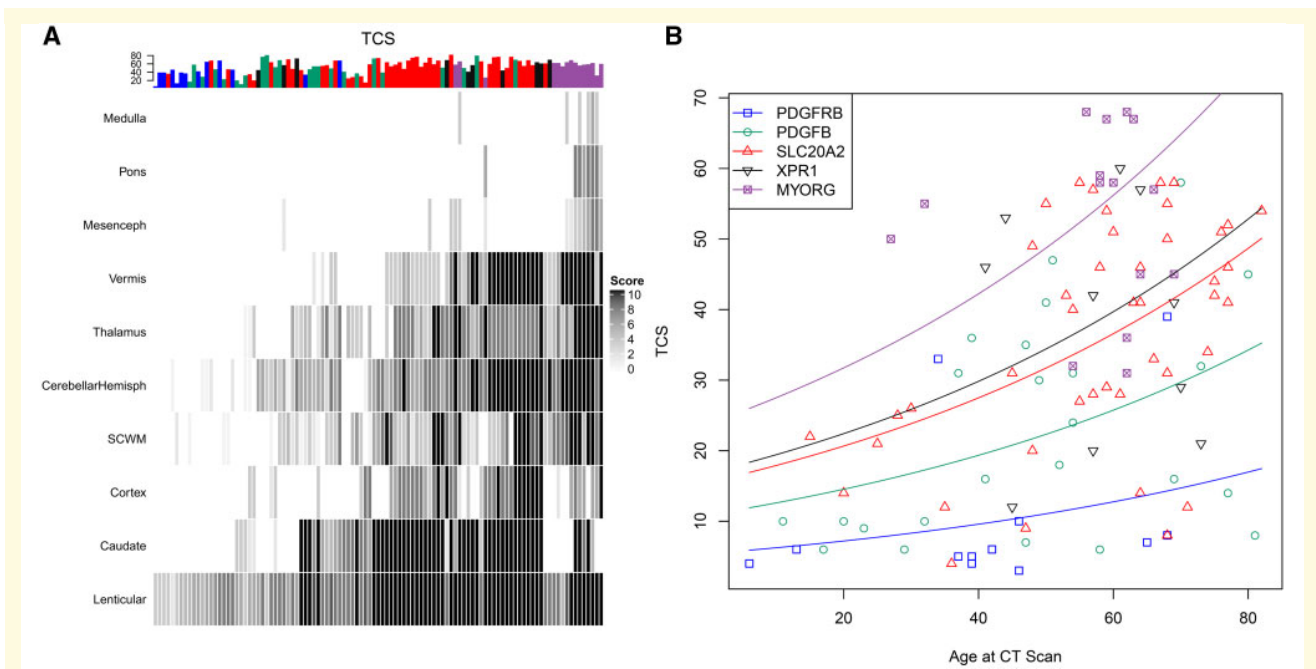 A
TCS
80
60
40
20
Medulla
Pons
Mesenceph
Vermis
Thalamus
CerebellarHemisph
SCWM
Cortex
Caudate
Lenticular
Score
10
8
6
4
2
0
B
70
60
50
40
30
20
10
TCS
PDGFRB
PDGFB
SLC20A2
XPR1
MYORG
20 40 60 80
Age at CT Scan